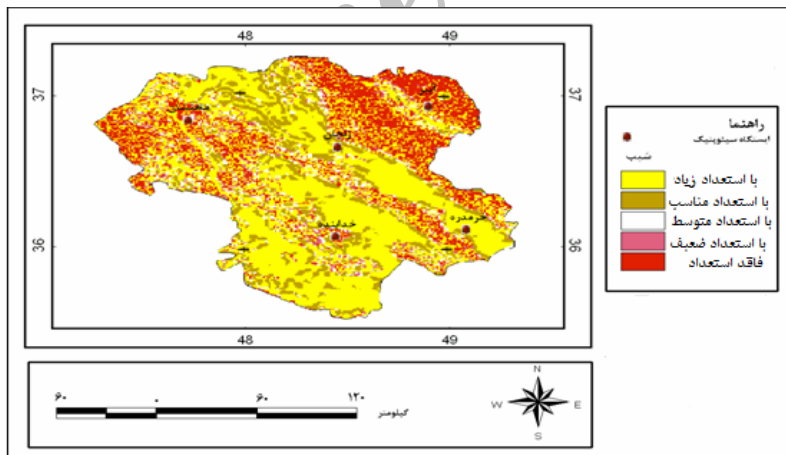 48 49
37 37
زنجان
خدابنده
خرمدره
36 36
48 49
راهنما
ایستگاه سینوپتیک
شیب
با استعداد زیاد
با استعداد مناسب
با استعداد متوسط
با استعداد ضعیف
فاقد استعداد
۶۰ ۰ ۶۰ ۱۲۰
کیلومتر
N
W E
S